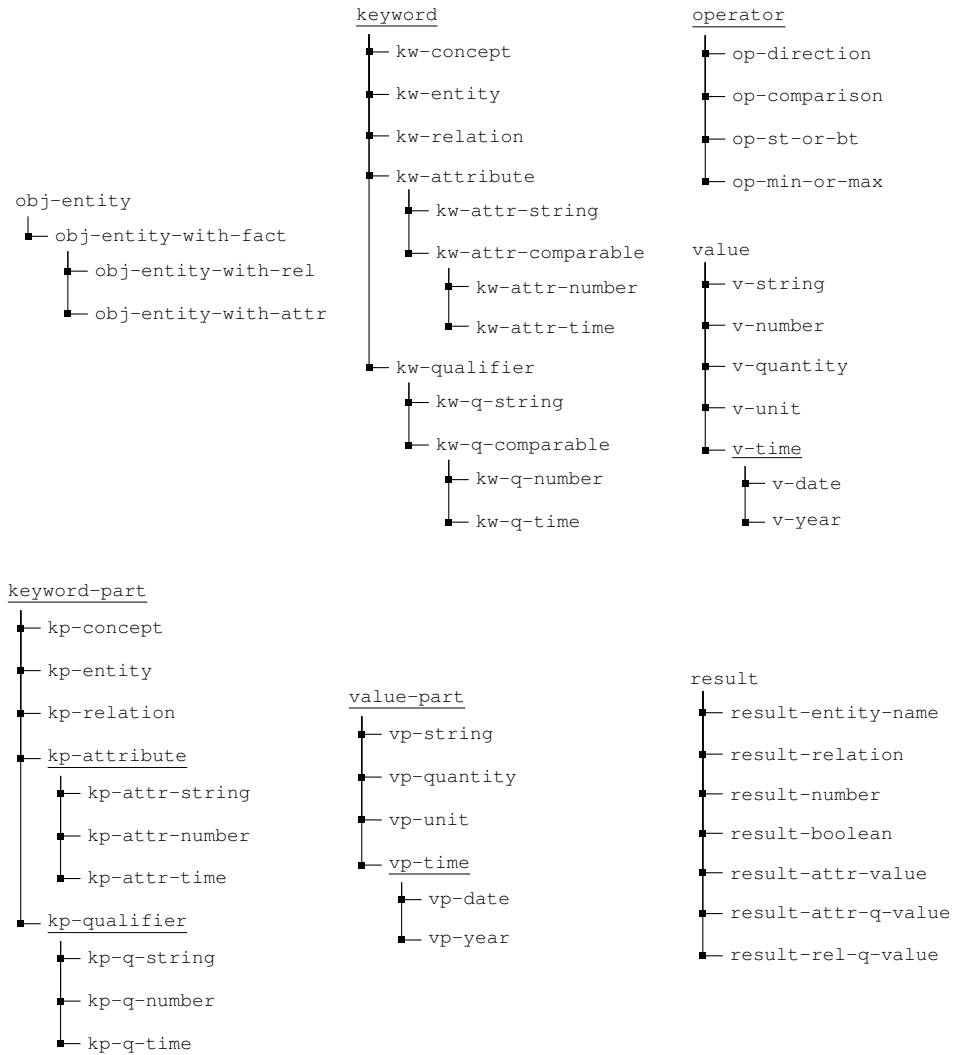 obj-entity
obj-entity-with-fact
obj-entity-with-rel
obj-entity-with-attr
keyword
kw-concept
kw-entity
kw-relation
kw-attribute
kw-attr-string
kw-attr-comparable
kw-attr-number
kw-attr-time
kw-qualifier
kw-q-string
kw-q-comparable
kw-q-number
kw-q-time
operator
op-direction
op-comparison
op-st-or-bt
op-min-or-max
value
v-string
v-number
v-quantity
v-unit
v-time
v-date
v-year
keyword-part
kp-concept
kp-entity
kp-relation
kp-attribute
kp-attr-string
kp-attr-number
kp-attr-time
kp-qualifier
kp-q-string
kp-q-number
kp-q-time
value-part
vp-string
vp-quantity
vp-unit
vp-time
vp-date
vp-year
result
result-entity-name
result-relation
result-number
result-boolean
result-attr-value
result-attr-q-value
result-rel-q-value